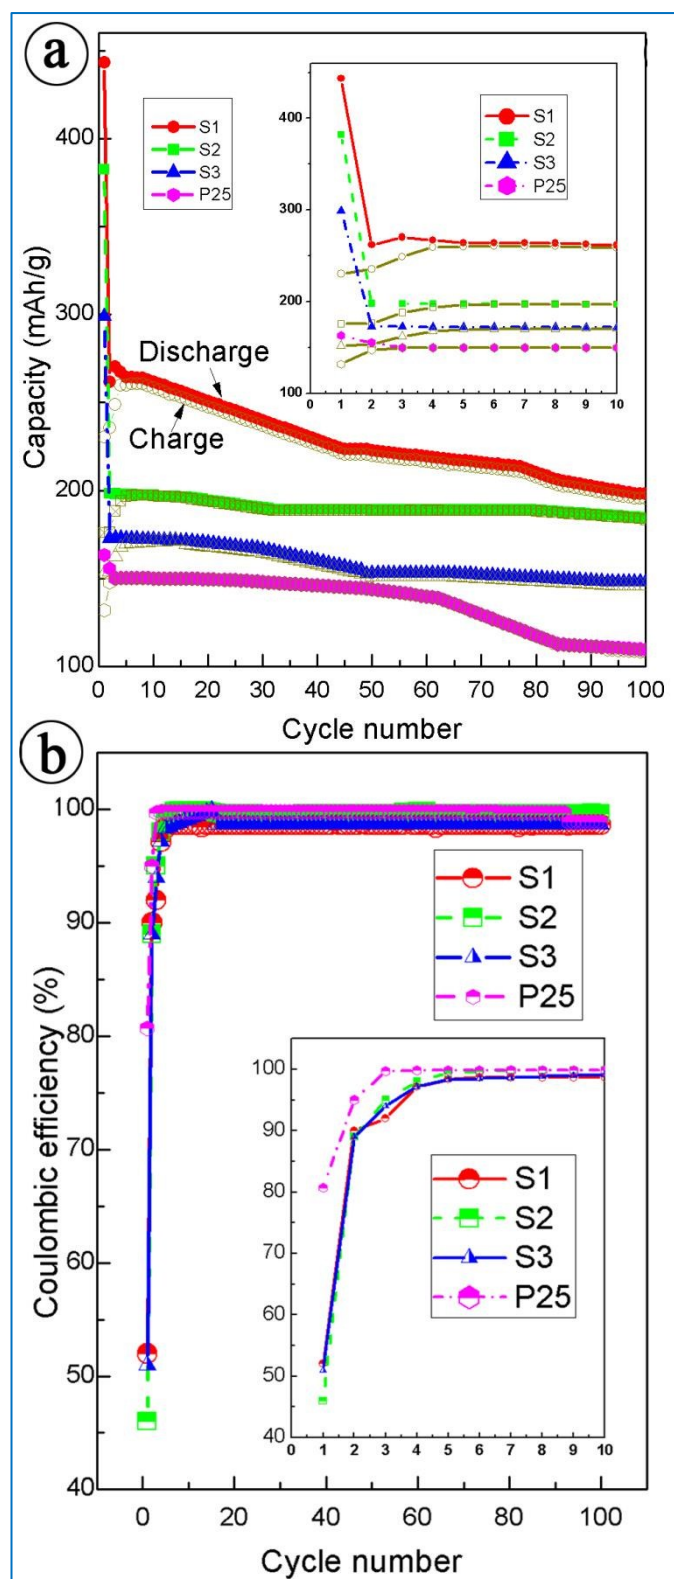 a
Capacity (mAh/g)
400
300
200
100
S1
S2
S3
P25
Discharge
Charge
0 10 20 30 40 50 60 70 80 90 100
Cycle number
400
300
200
100
S1
S2
S3
P25
0 1 2 3 4 5 6 7 8 9 10
b
Coulombic efficiency (%)
100
90
80
70
60
50
40
S1
S2
S3
P25
0 20 40 60 80 100
Cycle number
100
90
80
70
60
50
40
S1
S2
S3
P25
0 1 2 3 4 5 6 7 8 9 10